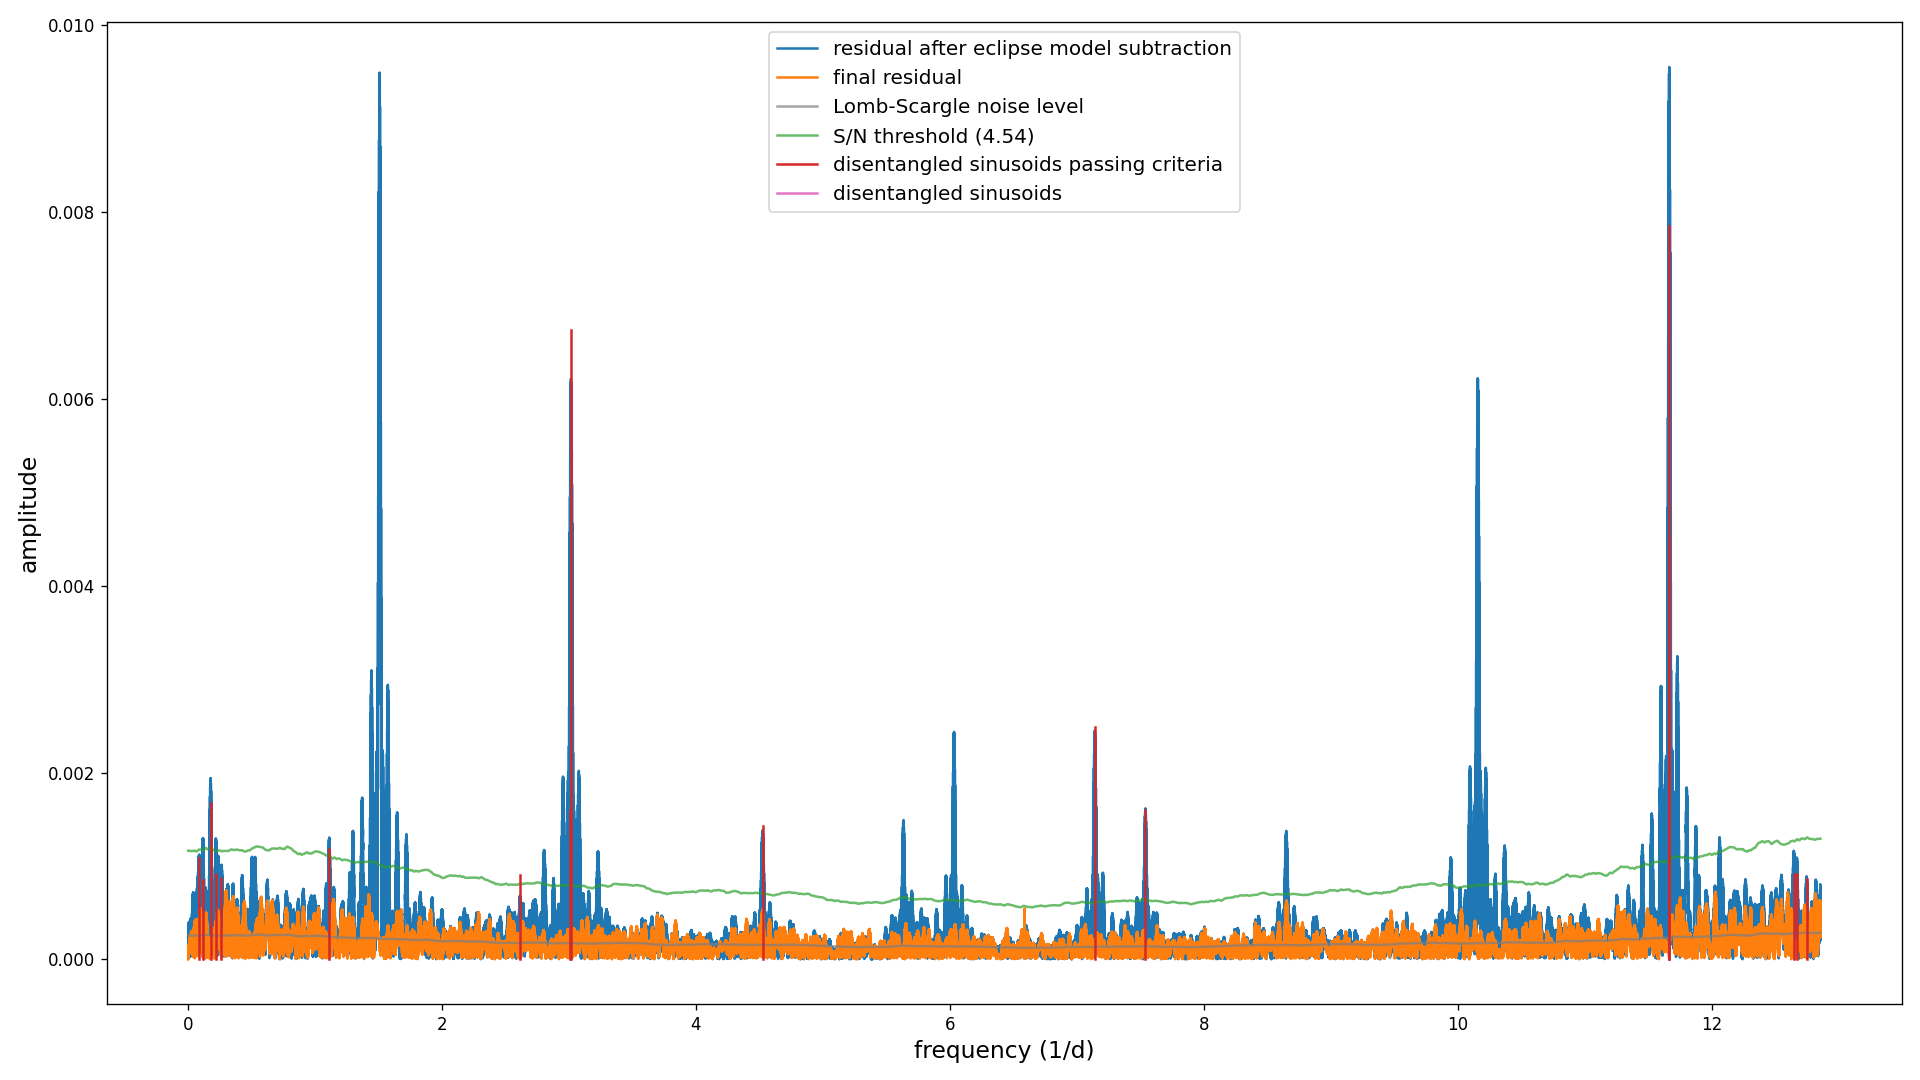 0.010
0.008
0.006
0.004
0.002
0.000
amplitude
residual after eclipse model subtraction
final residual
Lomb-Scargle noise level
S/N threshold (4.54)
disentangled sinusoids passing criteria
disentangled sinusoids
0 2 4 6 8 10 12
frequency (1/d)